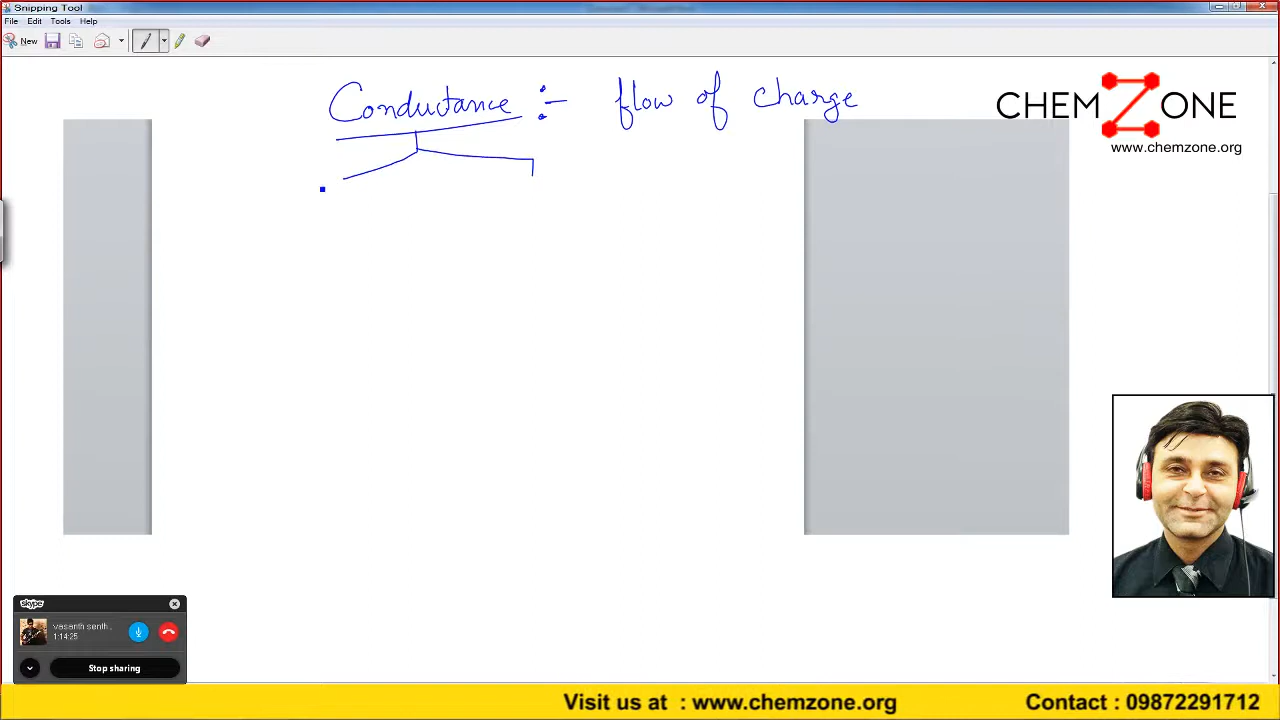 Snipping Tool
File Edit Tools Help
New
Conductance :- flow of charge
CHEMZONE
www.chemzone.org
skype
vasanth senth..
1:14:25
Stop sharing
Visit us at : www.chemzone.org Contact : 09872291712